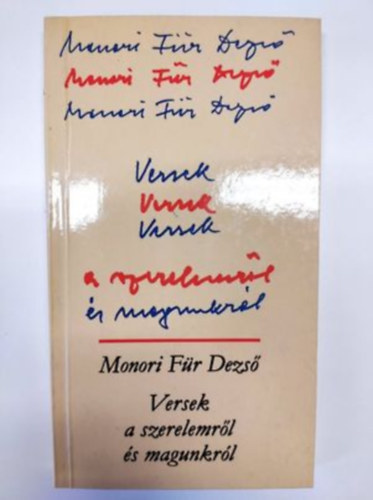 Monori Für Dezső
Monori Für Dezső
Monori Für Dezső
Versek
Versek
Versek
a szerelemről
és magunkról
Monori Für Dezső
Versek
a szerelemről
és magunkról